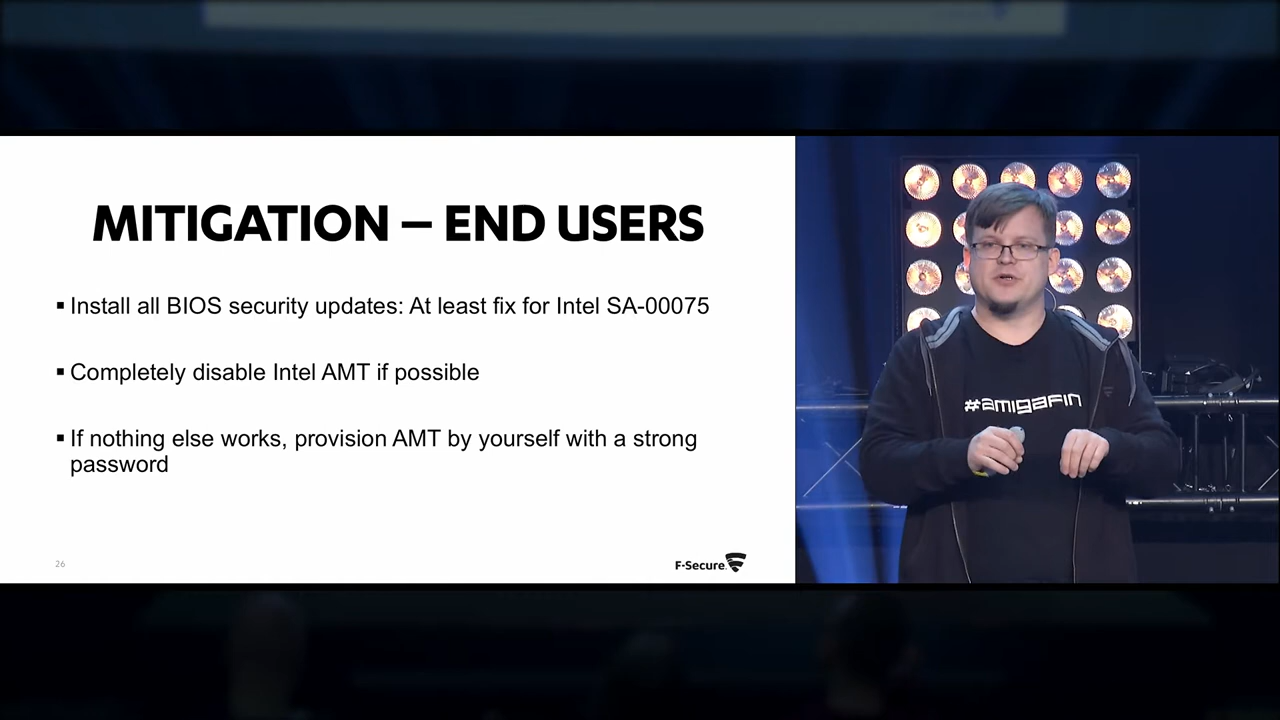 MITIGATION – END USERS
▪ Install all BIOS security updates: At least fix for Intel SA-00075
▪ Completely disable Intel AMT if possible
▪ If nothing else works, provision AMT by yourself with a strong
password
26
F-Secure.
#amigafin